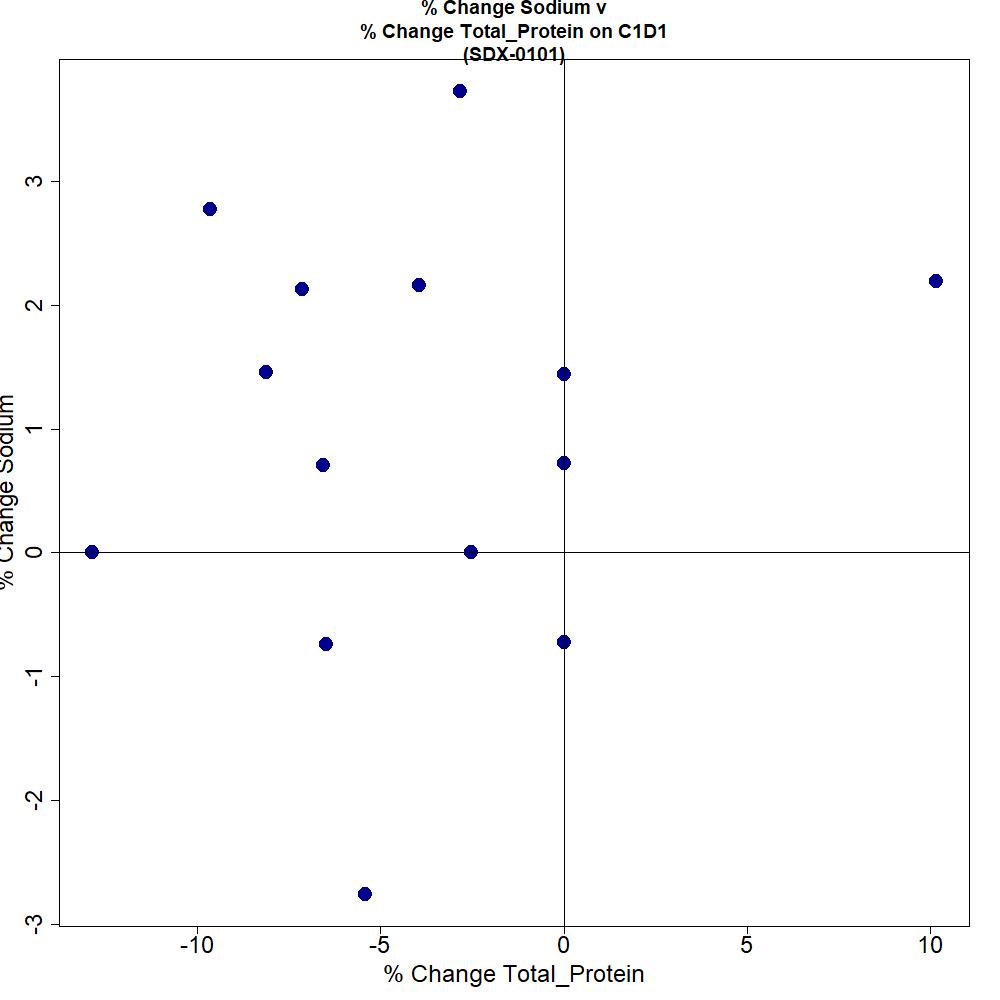 % Change Sodium v
% Change Total_Protein on C1D1
(SDX-0101)
% Change Sodium
3
2
1
0
-1
-2
-3
-10
-5
0
5
10
% Change Total_Protein